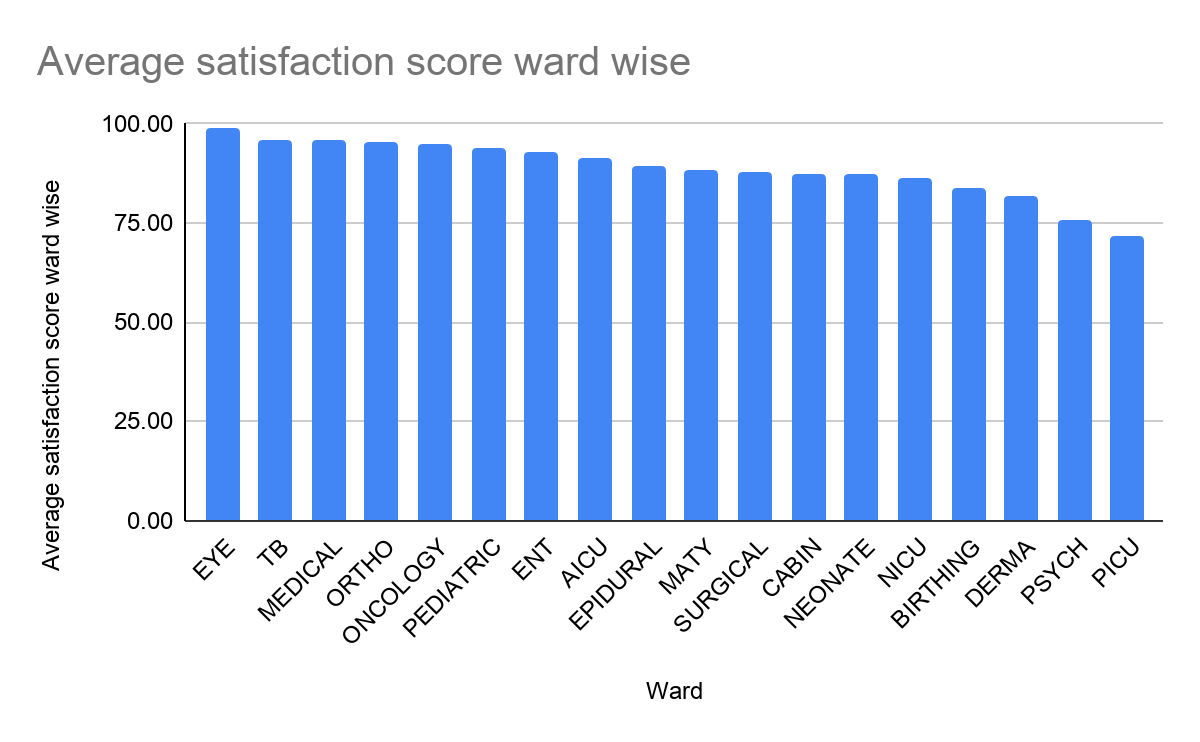 Average satisfaction score ward wise
Average satisfaction score ward wise
100.00
75.00
50.00
25.00
0.00
EYE
TB
MEDICAL
ORTHO
ONCOLOGY
PEDIATRIC
ENT
AICU
EPIDURAL
MATY
SURGICAL
CABIN
NEONATE
NICU
BIRTHING
DERMA
PSYCH
PICU
Ward